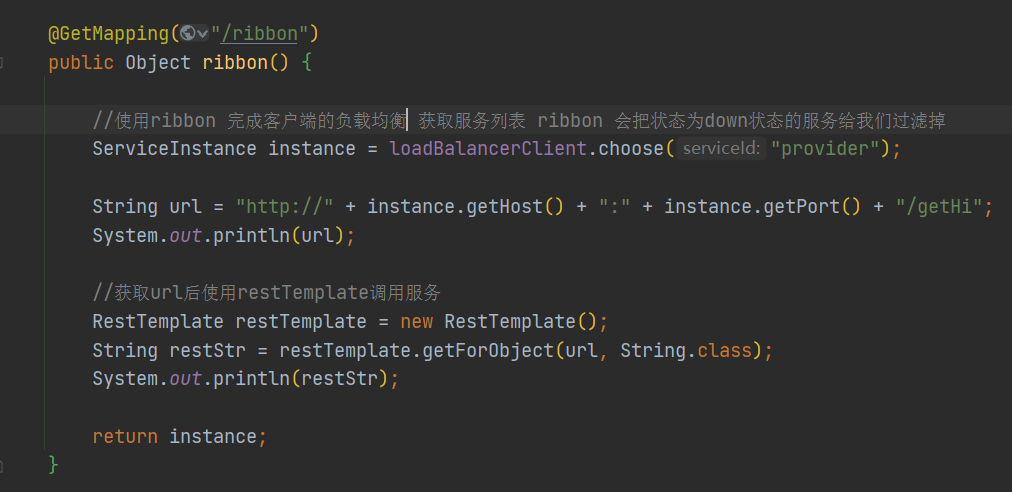 @GetMapping("/ribbon")
public Object ribbon() {
//使用ribbon 完成客户端的负载均衡 获取服务列表 ribbon 会把状态为down状态的服务给我们过滤掉
ServiceInstance instance = loadBalancerClient.choose( serviceId: "provider");
String url = "http://" + instance.getHost() + ":" + instance.getPort() + "/getHi";
System.out.println(url);
//获取url后使用restTemplate调用服务
RestTemplate restTemplate = new RestTemplate();
String restStr = restTemplate.getForObject(url, String.class);
System.out.println(restStr);
return instance;
}